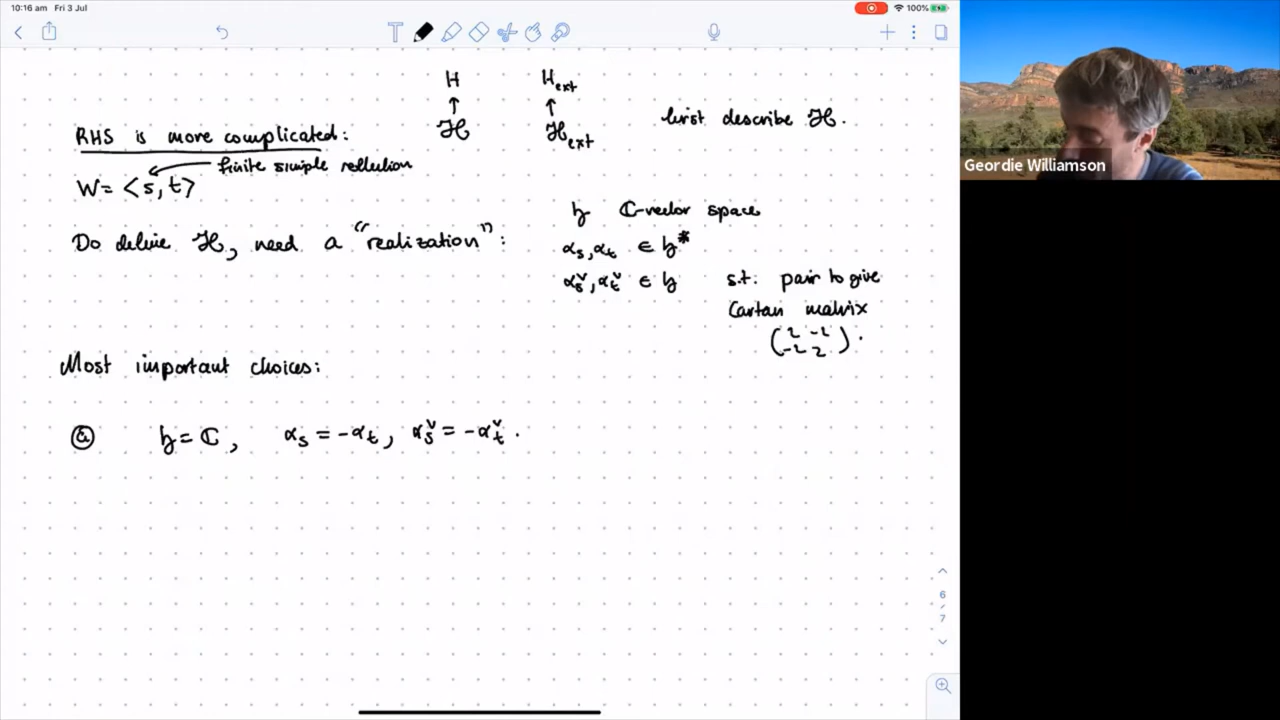 10:16 am Fri 3 Jul
100%
H
H_ext
ℋ
ℋ_ext
first describe ℋ.
RHS is more complicated:
finite simple reflection
W = <s, t>
To define ℋ, need a "realization":
𝔥 ℂ-vector space
α_s, α_t ∈ 𝔥*
α_s^∨, α_t^∨ ∈ 𝔥 s.t. pair to give
Cartan matrix
(2 -2
-2 2).
Most important choices:
ⓐ 𝔥 = ℂ, α_s = -α_t, α_s^∨ = -α_t^∨.
6
/
7
Geordie Williamson